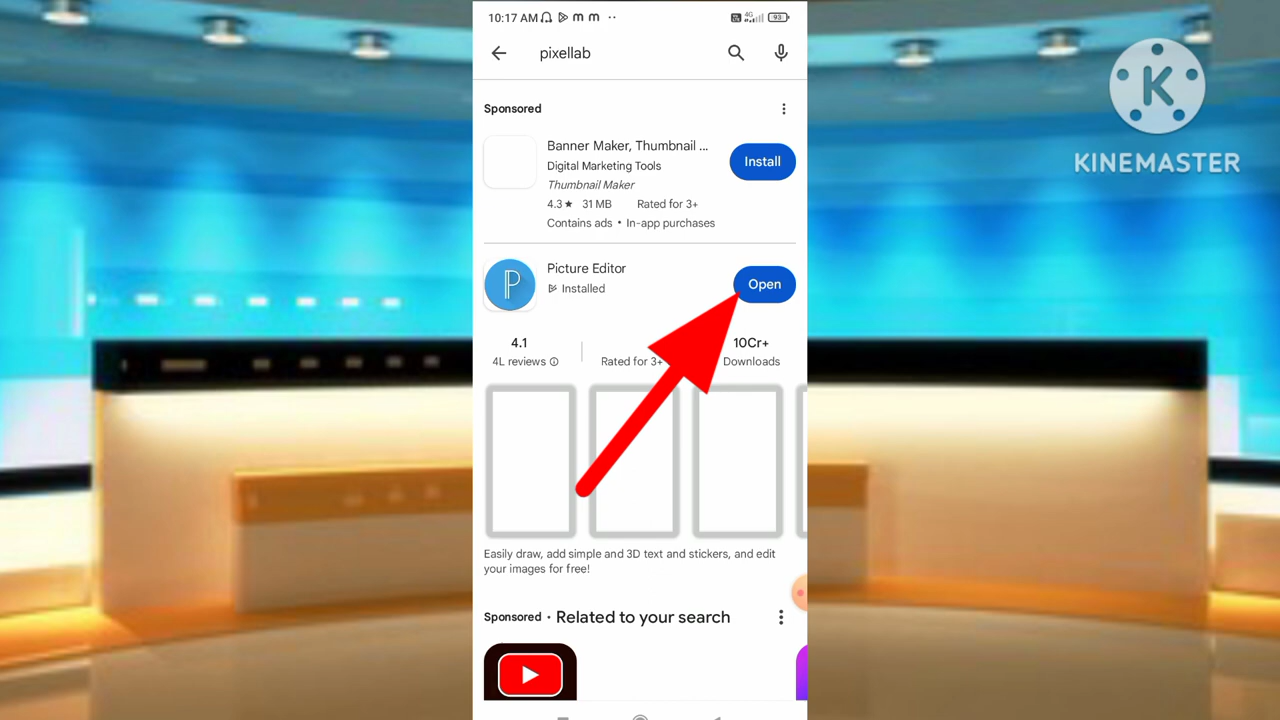 10:17 AM
4G
93
K
KINEMASTER
pixellab
Sponsored
Banner Maker, Thumbnail ...
Digital Marketing Tools
Install
Thumbnail Maker
4.3★ 31 MB Rated for 3+
Contains ads • In-app purchases
P
Picture Editor
Installed
Open
4.1 10Cr+
4L reviews Rated for 3+ Downloads
Easily draw, add simple and 3D text and stickers, and edit
your images for free!
Sponsored • Related to your search